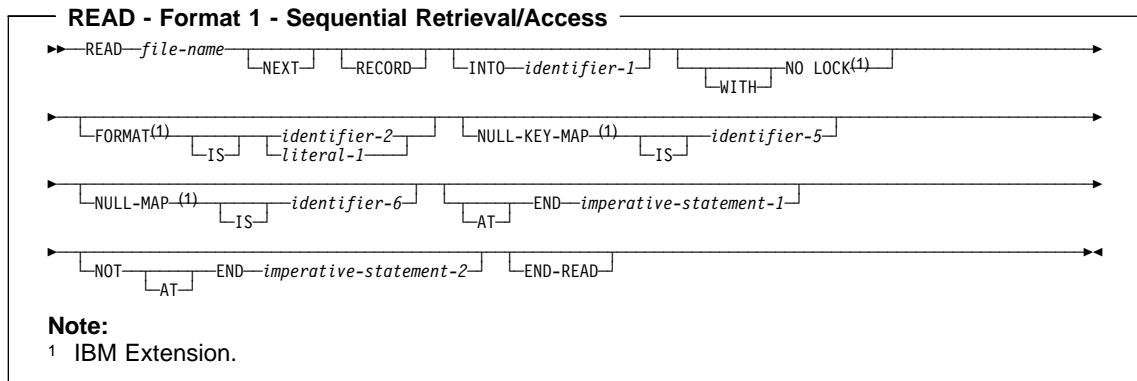 READ - Format 1 - Sequential Retrieval/Access
READ file-name NEXT RECORD INTO identifier-1 WITH NO LOCK(1)
FORMAT(1) IS identifier-2 literal-1 NULL-KEY-MAP (1) IS identifier-5
NULL-MAP (1) IS identifier-6 AT END imperative-statement-1
NOT AT END imperative-statement-2 END-READ
Note:
1 IBM Extension.